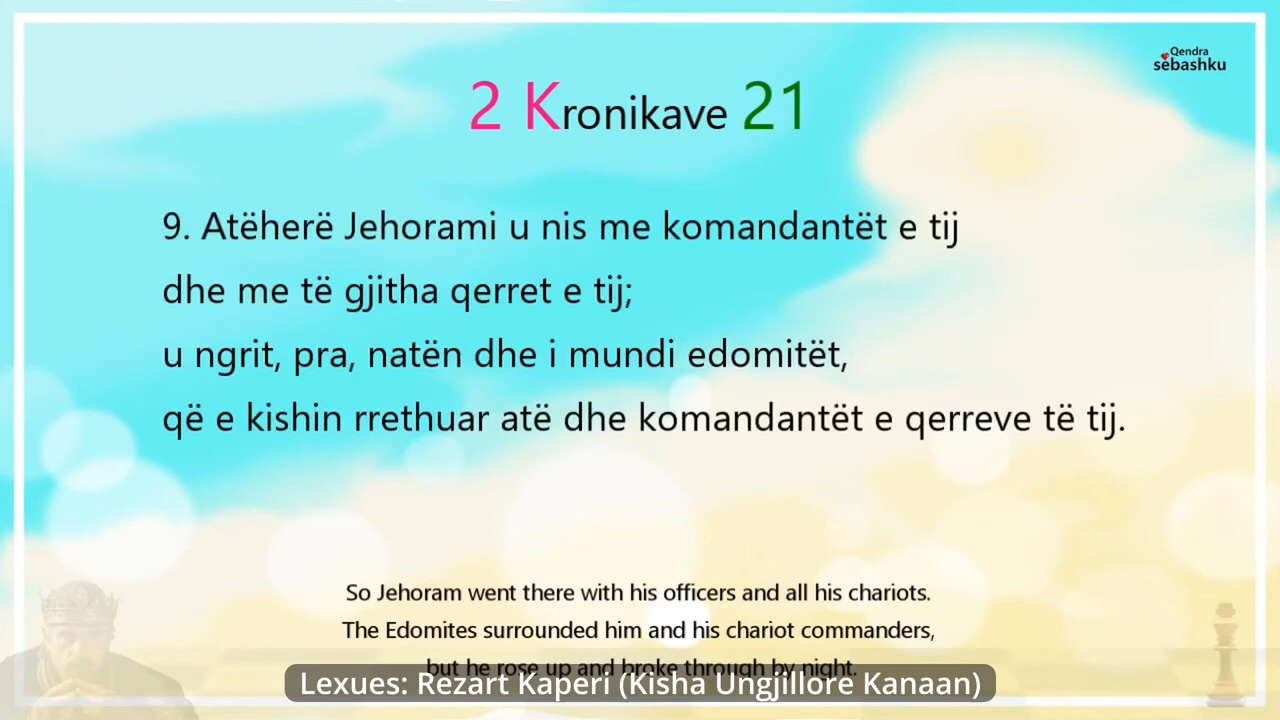 Qendra
sëbashku
2 Kronikave 21
9. Atëherë Jehorami u nis me komandantët e tij
dhe me të gjitha qerret e tij;
u ngrit, pra, natën dhe i mundi edomitët,
që e kishin rrethuar atë dhe komandantët e qerreve të tij.
So Jehoram went there with his officers and all his chariots.
The Edomites surrounded him and his chariot commanders,
but he rose up and broke through by night.
Lexues: Rezart Kaperi (Kisha Ungjillore Kanaan)